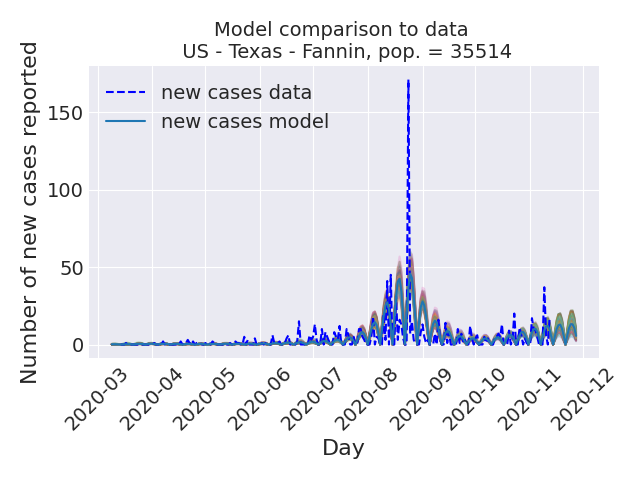 Model comparison to data
US - Texas - Fannin, pop. = 35514
Number of new cases reported
new cases data
new cases model
150
100
50
0
2020-03
2020-04
2020-05
2020-06
2020-07
2020-08
2020-09
2020-10
2020-11
2020-12
Day